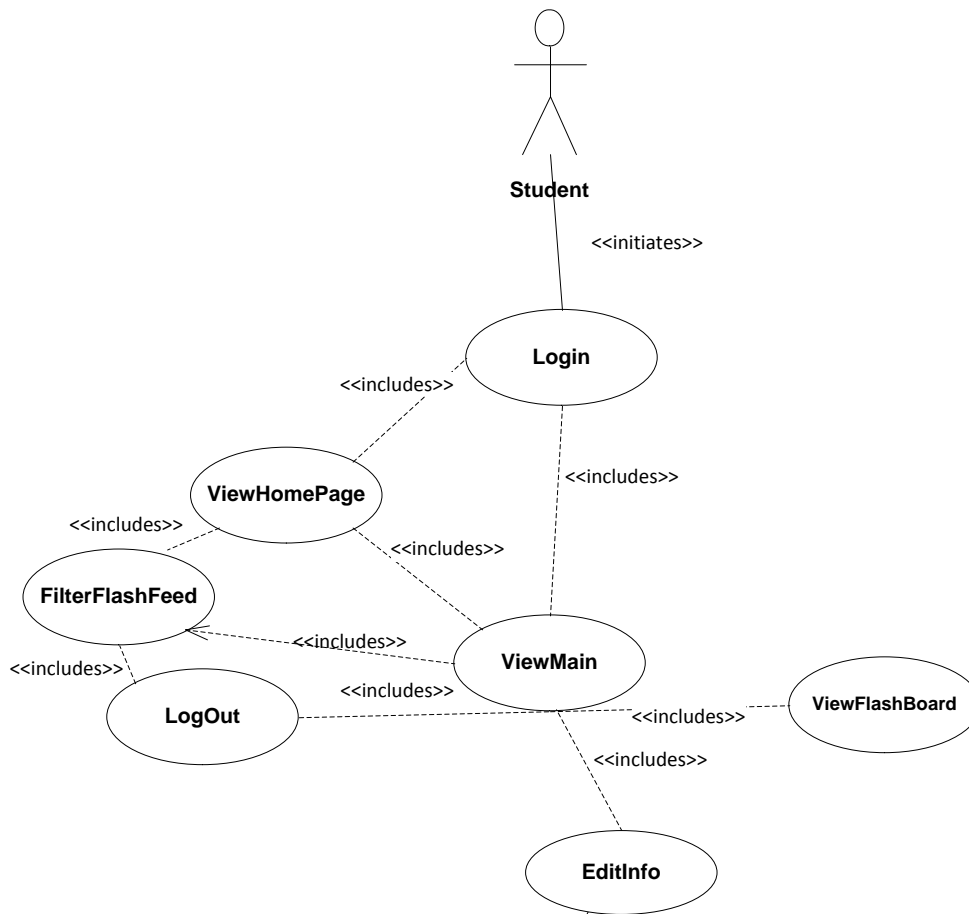 Student
<<initiates>>
Login
<<includes>>
<<includes>>
ViewHomePage
<<includes>>
<<includes>>
FilterFlashFeed
<<includes>>
ViewMain
<<includes>>
<<includes>>
ViewFlashBoard
LogOut
<<includes>>
<<includes>>
EditInfo